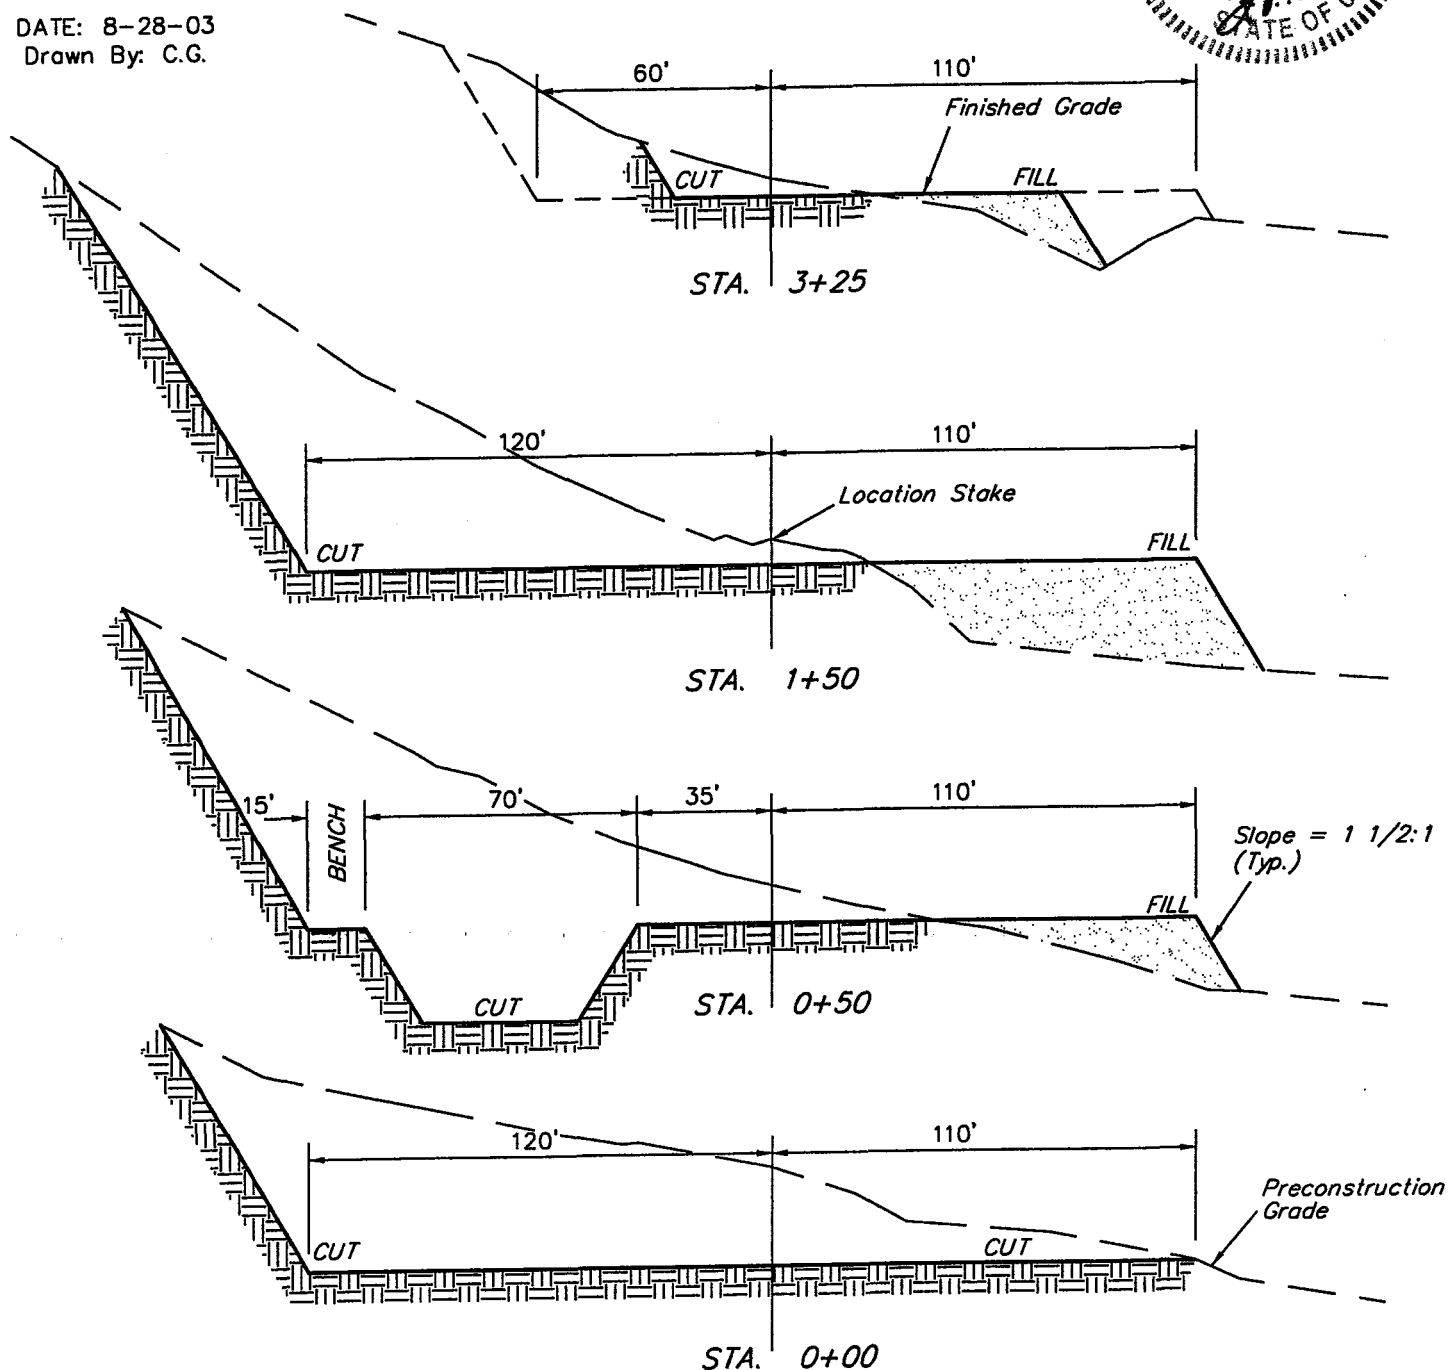 DATE: 8-28-03
Drawn By: C.G.
STATE OF
60'
110'
Finished Grade
CUT
FILL
STA. 3+25
120'
110'
Location Stake
CUT
FILL
STA. 1+50
15'
BENCH
70'
35'
110'
Slope = 1 1/2:1
(Typ.)
FILL
CUT
STA. 0+50
120'
110'
Preconstruction
Grade
CUT
CUT
STA. 0+00